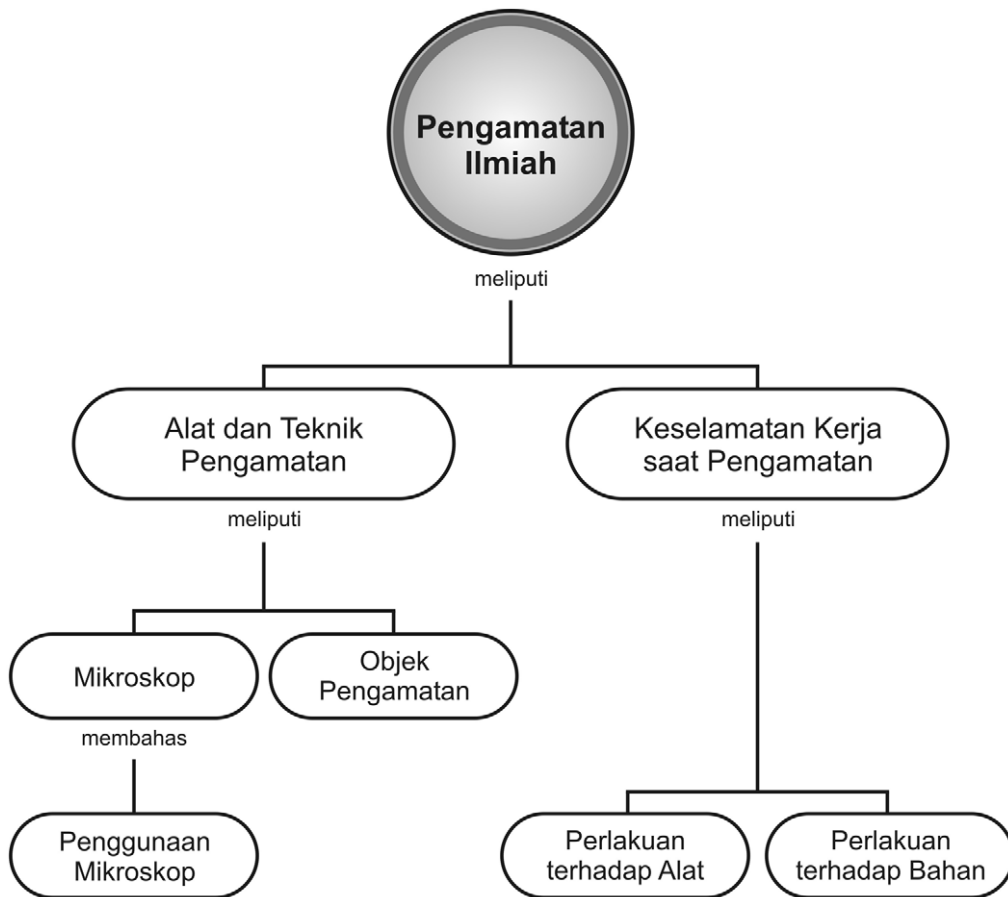 Pengamatan
Ilmiah
meliputi
Alat dan Teknik
Pengamatan
Keselamatan Kerja
saat Pengamatan
meliputi
meliputi
Mikroskop
Objek
Pengamatan
membahas
Penggunaan
Mikroskop
Perlakuan
terhadap Alat
Perlakuan
terhadap Bahan